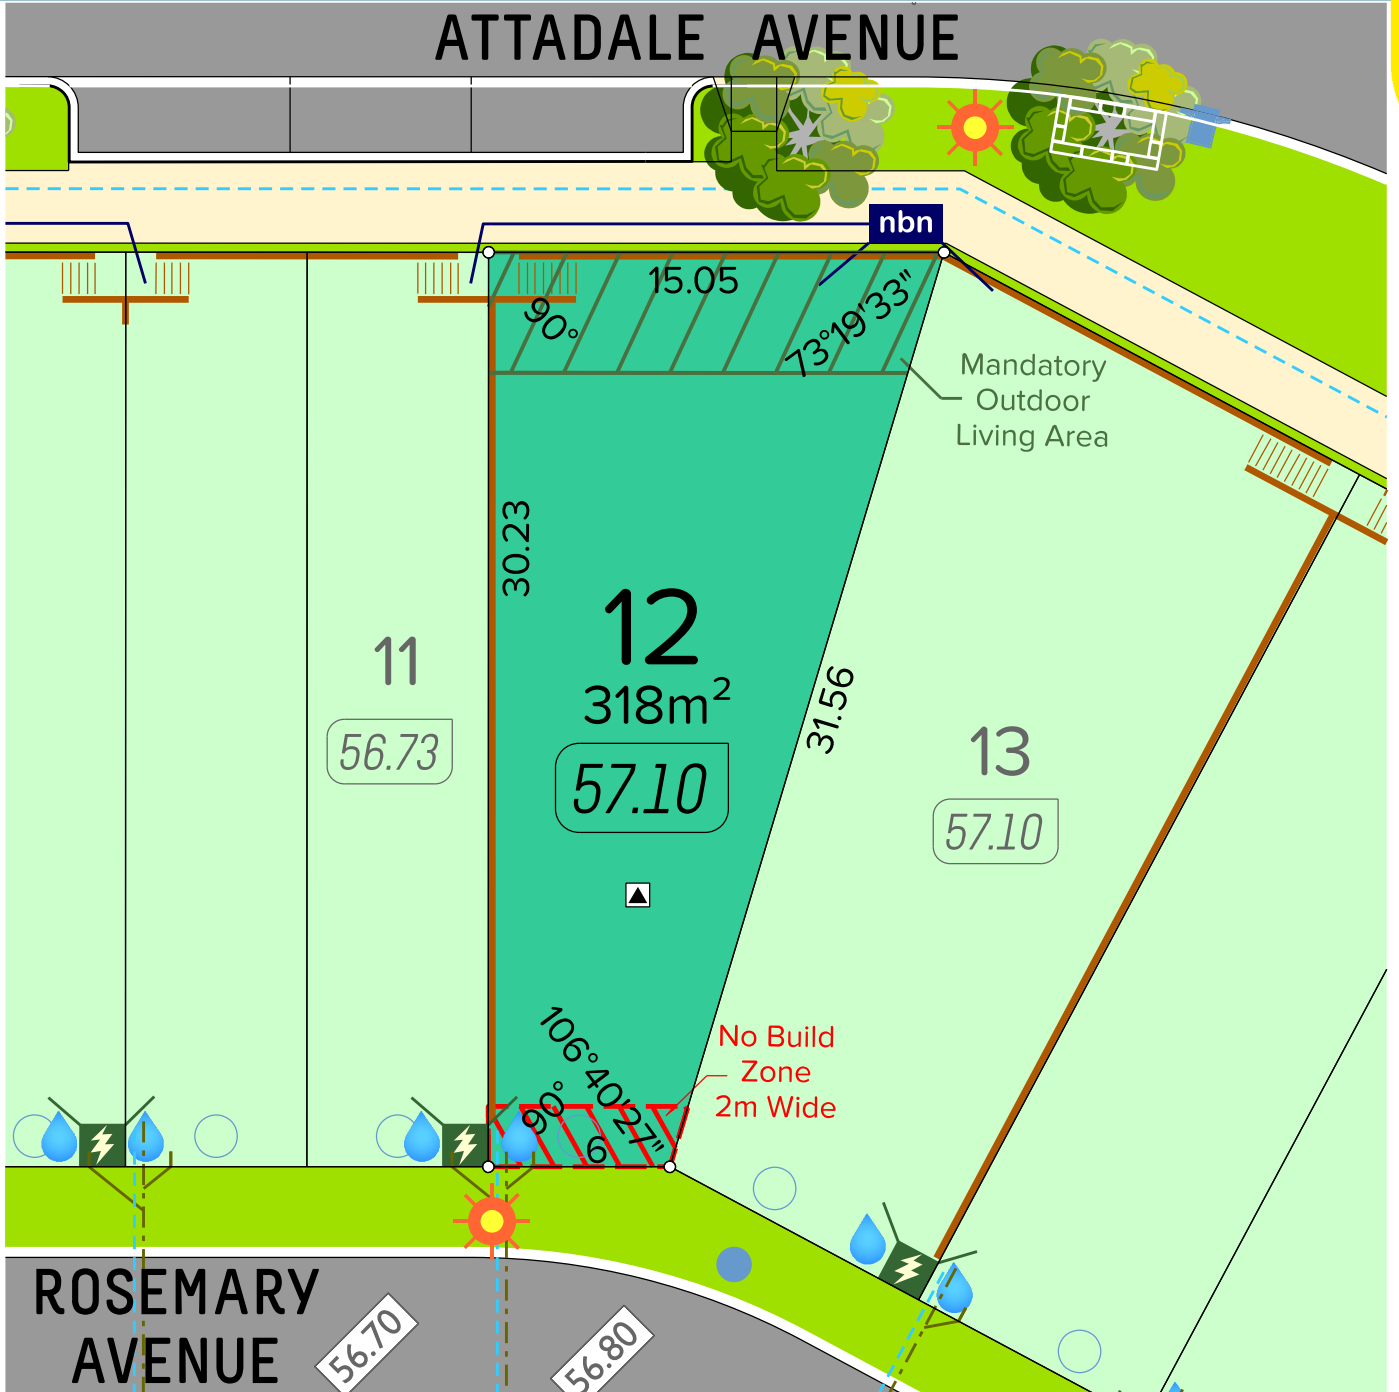 ATTADALE AVENUE
nbn
15.05
90°
73°19'33"
Mandatory
Outdoor
Living Area
30.23
12
318m²
57.10
11
56.73
31.56
13
57.10
No Build
Zone
2m Wide
106°40'27"
90°
6
ROSEMARY
AVENUE
56.70
56.80